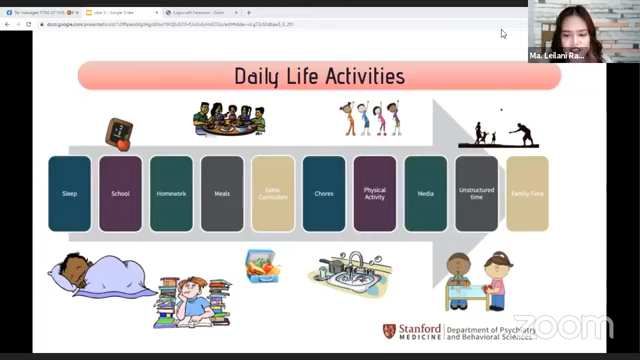 Ma. Leilani Ra...
Daily Life Activities
Sleep
School
Homework
Meals
Extra
Curriculars
Chores
Physical
Activity
Media
Unstructured
time
Family Time
Stanford
MEDICINE
Department of Psychiatry
and Behavioral Sciences
zoom